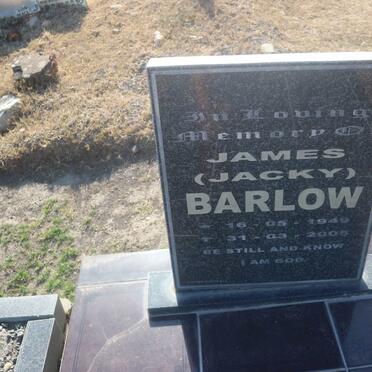 In Loving
Memory Of
JAMES
(JACKY)
BARLOW
* 16-05-1949
† 31-03-2005
BE STILL AND KNOW
I AM GOD.